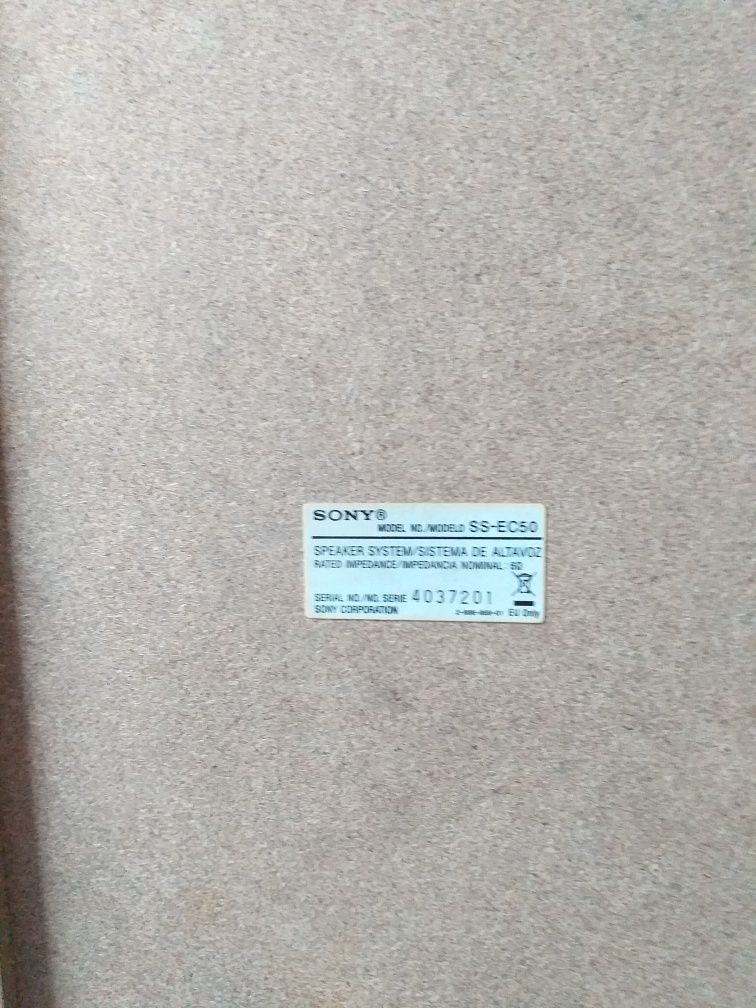 SONY®
MODEL NO./MODELO SS-EC50
SPEAKER SYSTEM/SISTEMA DE ALTAVOZ
RATED IMPEDANCE/IMPEDANCIA NOMINAL: 6Ω
SERIAL NO./NO. SERIE 4037201
SONY CORPORATION
EU Only